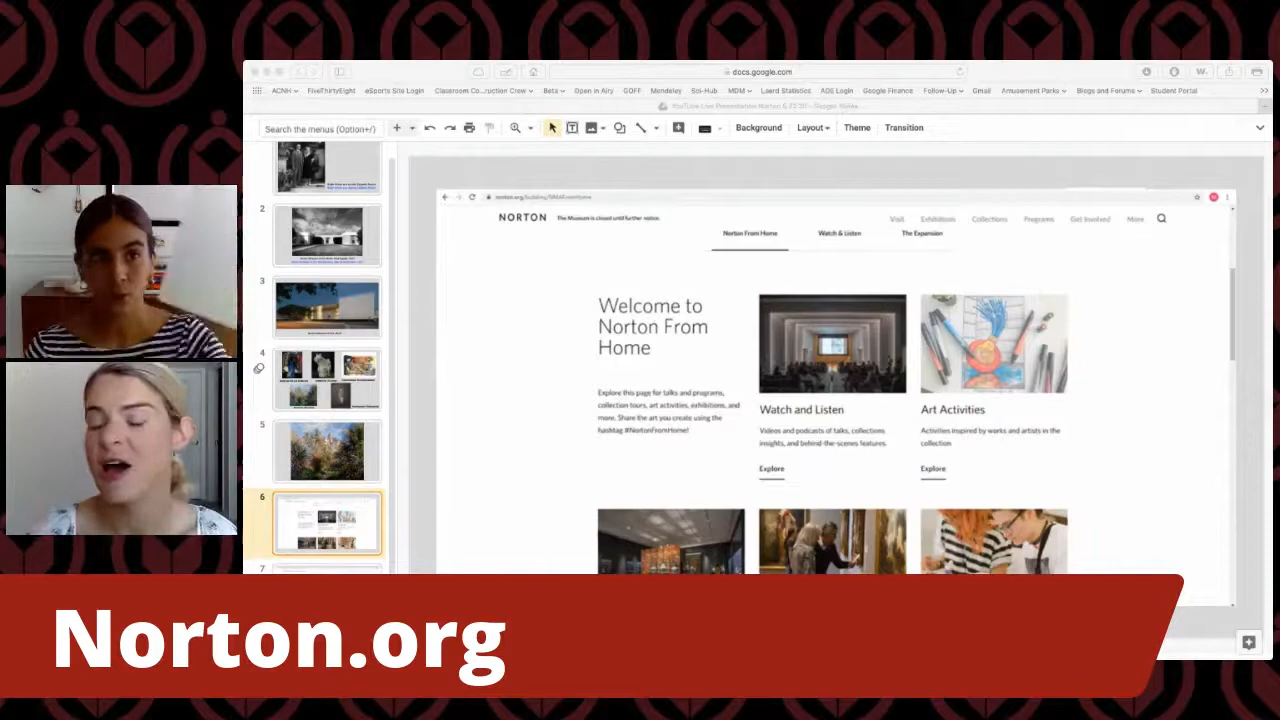 docs.google.com
ACNH FiveThirtyEight eSports Site Login Classroom Co...ruction Crew Beta Open in Airy GOFF Mendeley Sci-Hub MDM Laerd Statistics ADE Login Google Finance Follow-Up Gmail Amusement Parks Blogs and Forums Student Portal
Search the menus (Option+/)
Background Layout Theme Transition
NORTON The Museum is closed until further notice.
Visit Exhibitions Collections Programs Get Involved More
Norton From Home Watch & Listen The Expansion
2
3
4
5
6
7
Welcome to
Norton From
Home
Explore this page for talks and programs,
collection tours, art activities, exhibitions, and
more. Share the art you create using the
hashtag #NortonFromHome!
Watch and Listen
Videos and podcasts of talks, collections
insights, and behind-the-scenes features.
Explore
Art Activities
Activities inspired by works and artists in the
collection
Explore
Norton.org